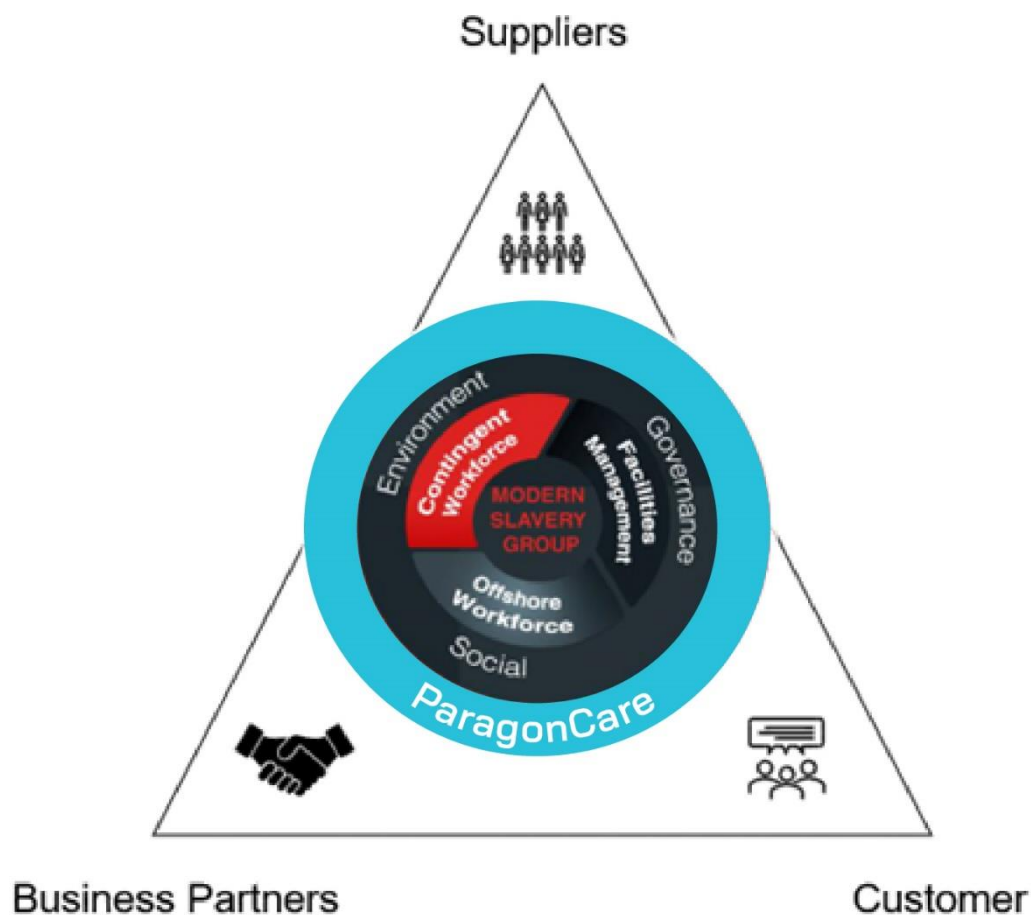 Suppliers
Environment
Governance
Contingent
Workforce
Facilities
Management
MODERN
SLAVERY
GROUP
Offshore
Workforce
Social
ParagonCare
Business Partners
Customer